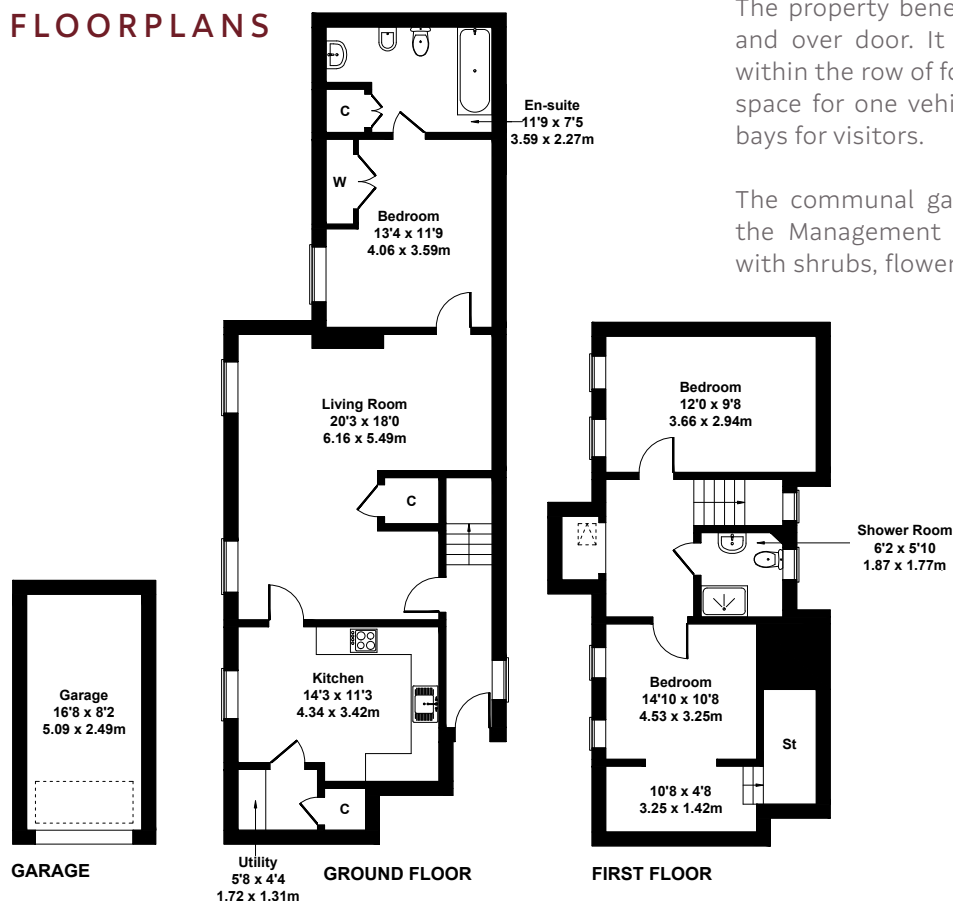 FLOORPLANS
The property bene
and over door. It
within the row of fo
space for one vehi
bays for visitors.
The communal ga
the Management
with shrubs, flower
C
En-suite
11'9 x 7'5
3.59 x 2.27m
W
Bedroom
13'4 x 11'9
4.06 x 3.59m
Living Room
20'3 x 18'0
6.16 x 5.49m
C
Kitchen
14'3 x 11'3
4.34 x 3.42m
C
Utility
5'8 x 4'4
1.72 x 1.31m
GROUND FLOOR
Garage
16'8 x 8'2
5.09 x 2.49m
GARAGE
Bedroom
12'0 x 9'8
3.66 x 2.94m
Shower Room
6'2 x 5'10
1.87 x 1.77m
Bedroom
14'10 x 10'8
4.53 x 3.25m
St
10'8 x 4'8
3.25 x 1.42m
FIRST FLOOR